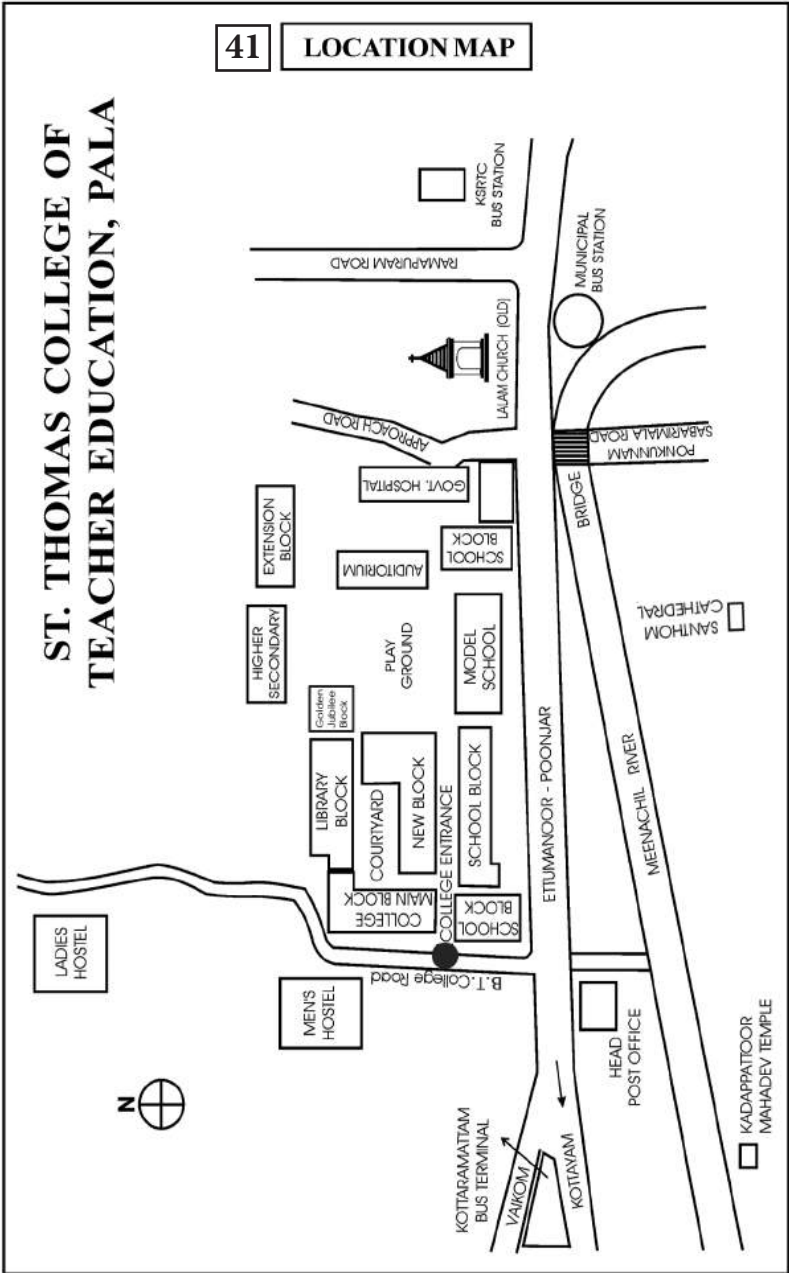 41
LOCATION MAP
ST. THOMAS COLLEGE OF
TEACHER EDUCATION, PALA
N
LADIES
HOSTEL
MEN'S
HOSTEL
B.T. College Road
COLLEGE ENTRANCE
COLLEGE
MAIN BLOCK
COURTYARD
LIBRARY
BLOCK
NEW BLOCK
Golden
Jubilee
Block
HIGHER
SECONDARY
EXTENSION
BLOCK
PLAY
GROUND
AUDITORIUM
SCHOOL
BLOCK
SCHOOL BLOCK
MODEL
SCHOOL
SCHOOL
BLOCK
GOVT. HOSPITAL
APPROACH ROAD
LALAM CHURCH (OLD)
RAMAPURAM ROAD
KSRTC
BUS STATION
KOTTARAMATTAM
BUS TERMINAL
VAIKOM
KOTTAYAM
ETTUMANOOR - POONJAR
MUNICIPAL
BUS STATION
HEAD
POST OFFICE
MEENACHIL RIVER
BRIDGE
PONKUNNAM
SABARIMALA ROAD
SANTHOM
CATHEDRAL
KADAPPATTOOR
MAHADEV TEMPLE